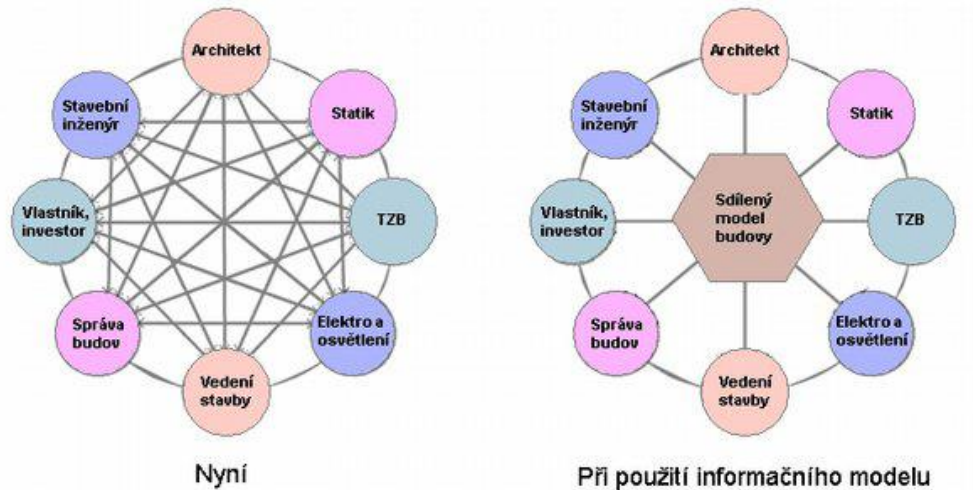 Architekt
Stavební
inženýr
Statik
Vlastník,
investor
TZB
Správa
budov
Elektro a
osvětlení
Vedení
stavby
Nyní
Architekt
Stavební
inženýr
Statik
Vlastník,
investor
Sdílený
model
budovy
TZB
Správa
budov
Elektro a
osvětlení
Vedení
stavby
Při použití informačního modelu